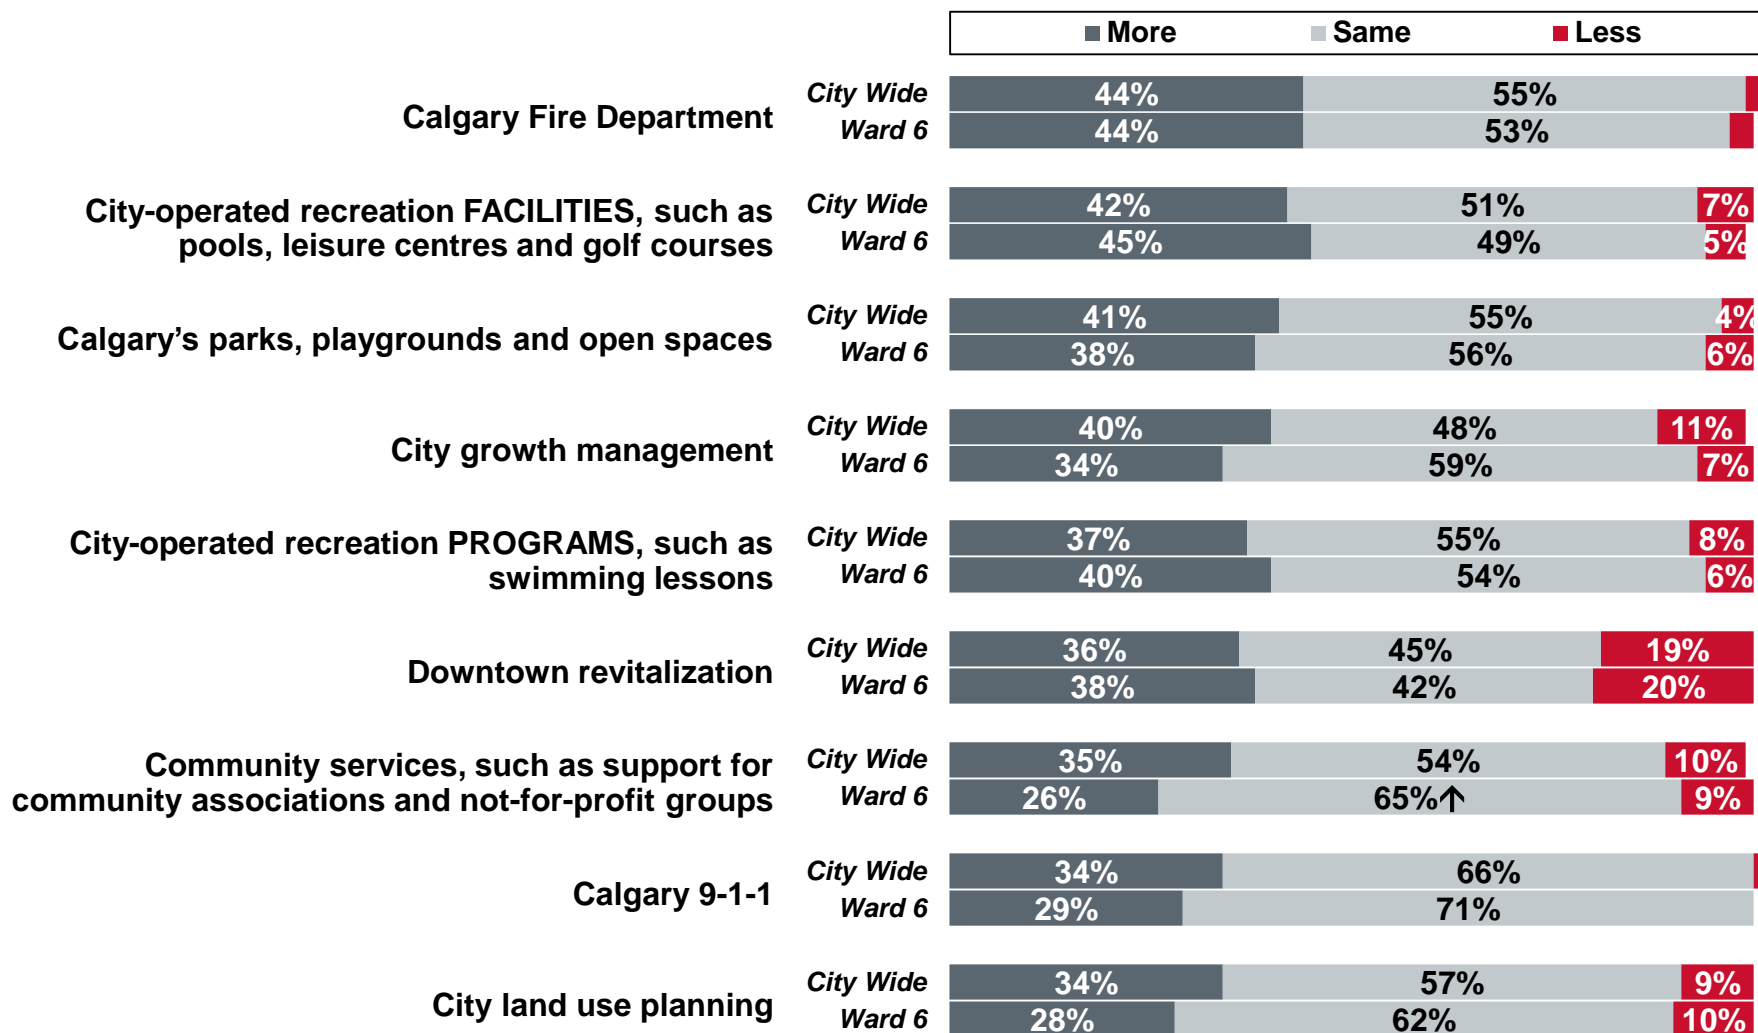 More Same Less
Calgary Fire Department
City Wide 44% 55%
Ward 6 44% 53%
City-operated recreation FACILITIES, such as
pools, leisure centres and golf courses
City Wide 42% 51% 7%
Ward 6 45% 49% 5%
Calgary’s parks, playgrounds and open spaces
City Wide 41% 55% 4%
Ward 6 38% 56% 6%
City growth management
City Wide 40% 48% 11%
Ward 6 34% 59% 7%
City-operated recreation PROGRAMS, such as
swimming lessons
City Wide 37% 55% 8%
Ward 6 40% 54% 6%
Downtown revitalization
City Wide 36% 45% 19%
Ward 6 38% 42% 20%
Community services, such as support for
community associations and not-for-profit groups
City Wide 35% 54% 10%
Ward 6 26% 65%↑ 9%
Calgary 9-1-1
City Wide 34% 66%
Ward 6 29% 71%
City land use planning
City Wide 34% 57% 9%
Ward 6 28% 62% 10%